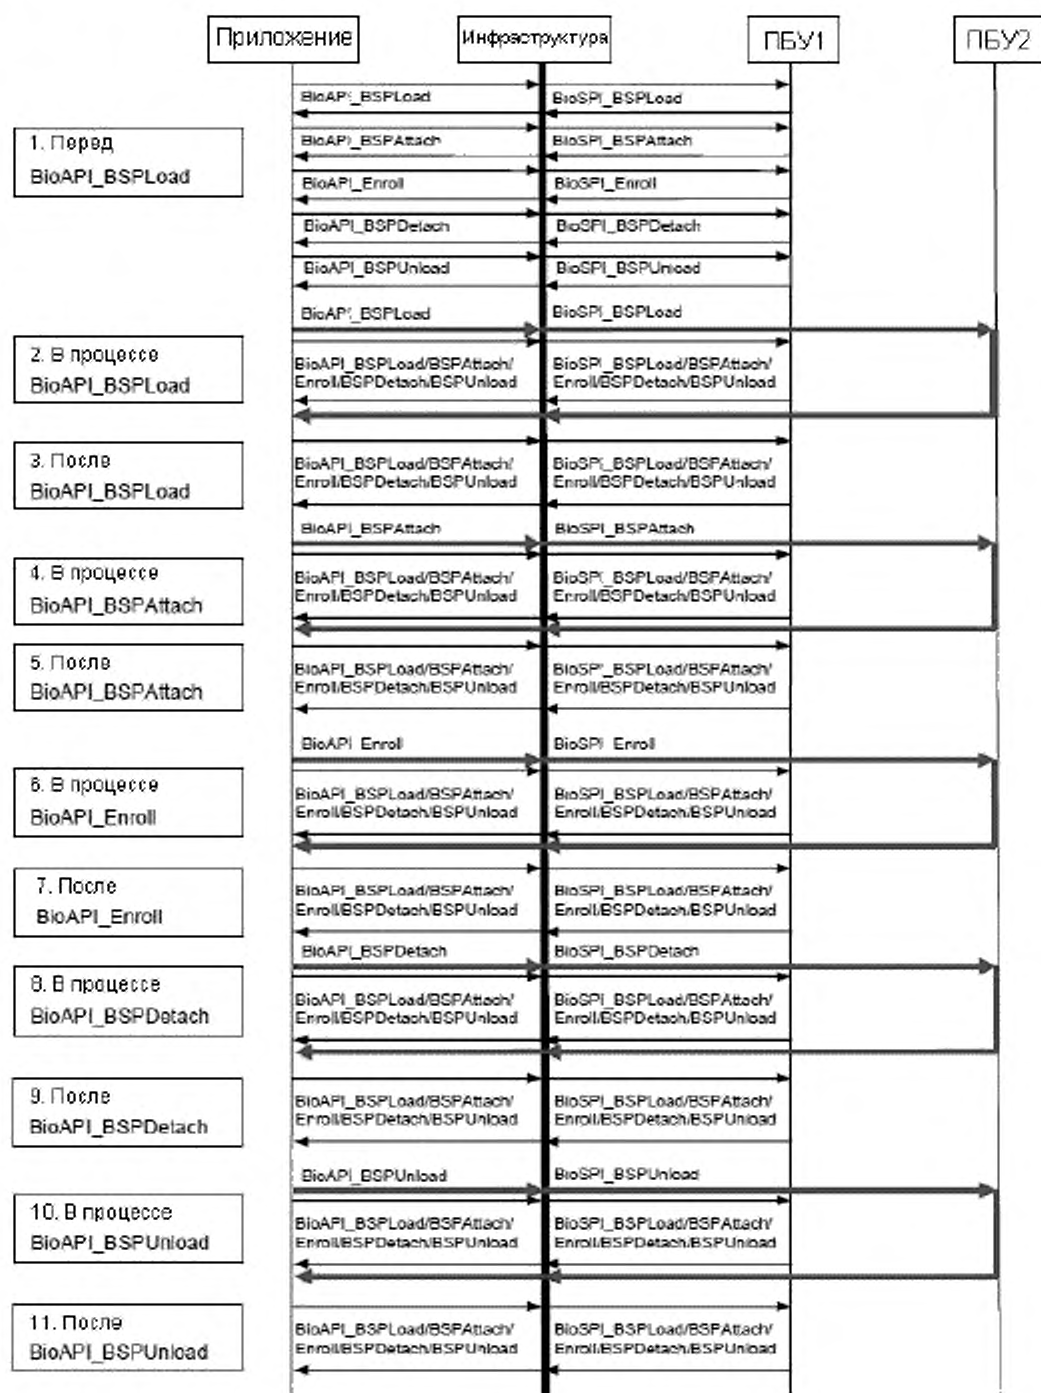 Приложение
Инфраструктура
ПБУ1
ПБУ2
BioAPI_BSPLoad
BioSPI_BSPLoad
1. Перед
BioAPI_BSPLoad
BioAPI_BSPAttach
BioSPI_BSPAttach
BioAPI_Enroll
BioSPI_Enroll
BioAPI_BSPDetach
BioSPI_BSPDetach
BioAPI_BSPUnload
BioSPI_BSPUnload
BioAPI_BSPLoad
BioSPI_BSPLoad
2. В процессе
BioAPI_BSPLoad
BioAPI_BSPLoad/BSPAttach/
Enroll/BSPDetach/BSPUnload
BioSPI_BSPLoad/BSPAttach/
Enroll/BSPDetach/BSPUnload
3. После
BioAPI_BSPLoad
BioAPI_BSPLoad/BSPAttach/
Enroll/BSPDetach/BSPUnload
BioSPI_BSPLoad/BSPAttach/
Enroll/BSPDetach/BSPUnload
BioAPI_BSPAttach
BioSPI_BSPAttach
4. В процессе
BioAPI_BSPAttach
BioAPI_BSPLoad/BSPAttach/
Enroll/BSPDetach/BSPUnload
BioSPI_BSPLoad/BSPAttach/
Enroll/BSPDetach/BSPUnload
5. После
BioAPI_BSPAttach
BioAPI_BSPLoad/BSPAttach/
Enroll/BSPDetach/BSPUnload
BioSPI_BSPLoad/BSPAttach/
Enroll/BSPDetach/BSPUnload
BioAPI_Enroll
BioSPI_Enroll
6. В процессе
BioAPI_Enroll
BioAPI_BSPLoad/BSPAttach/
Enroll/BSPDetach/BSPUnload
BioSPI_BSPLoad/BSPAttach/
Enroll/BSPDetach/BSPUnload
7. После
BioAPI_Enroll
BioAPI_BSPLoad/BSPAttach/
Enroll/BSPDetach/BSPUnload
BioSPI_BSPLoad/BSPAttach/
Enroll/BSPDetach/BSPUnload
BioAPI_BSPDetach
BioSPI_BSPDetach
8. В процессе
BioAPI_BSPDetach
BioAPI_BSPLoad/BSPAttach/
Enroll/BSPDetach/BSPUnload
BioSPI_BSPLoad/BSPAttach/
Enroll/BSPDetach/BSPUnload
9. После
BioAPI_BSPDetach
BioAPI_BSPLoad/BSPAttach/
Enroll/BSPDetach/BSPUnload
BioSPI_BSPLoad/BSPAttach/
Enroll/BSPDetach/BSPUnload
BioAPI_BSPUnload
BioSPI_BSPUnload
10. В процессе
BioAPI_BSPUnload
BioAPI_BSPLoad/BSPAttach/
Enroll/BSPDetach/BSPUnload
BioSPI_BSPLoad/BSPAttach/
Enroll/BSPDetach/BSPUnload
11. После
BioAPI_BSPUnload
BioAPI_BSPLoad/BSPAttach/
Enroll/BSPDetach/BSPUnload
BioSPI_BSPLoad/BSPAttach/
Enroll/BSPDetach/BSPUnload